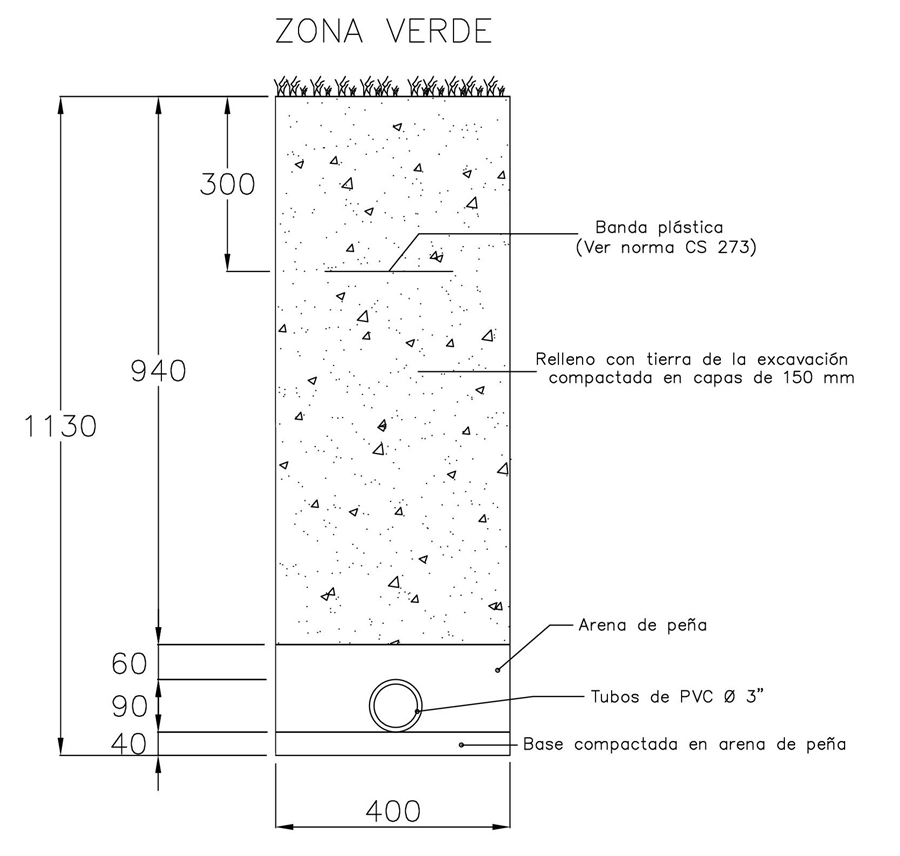 ZONA VERDE
300
Banda plástica
(Ver norma CS 273)
Relleno con tierra de la excavación
compactada en capas de 150 mm
940
1130
Arena de peña
60
Tubos de PVC Ø 3"
90
40
Base compactada en arena de peña
400